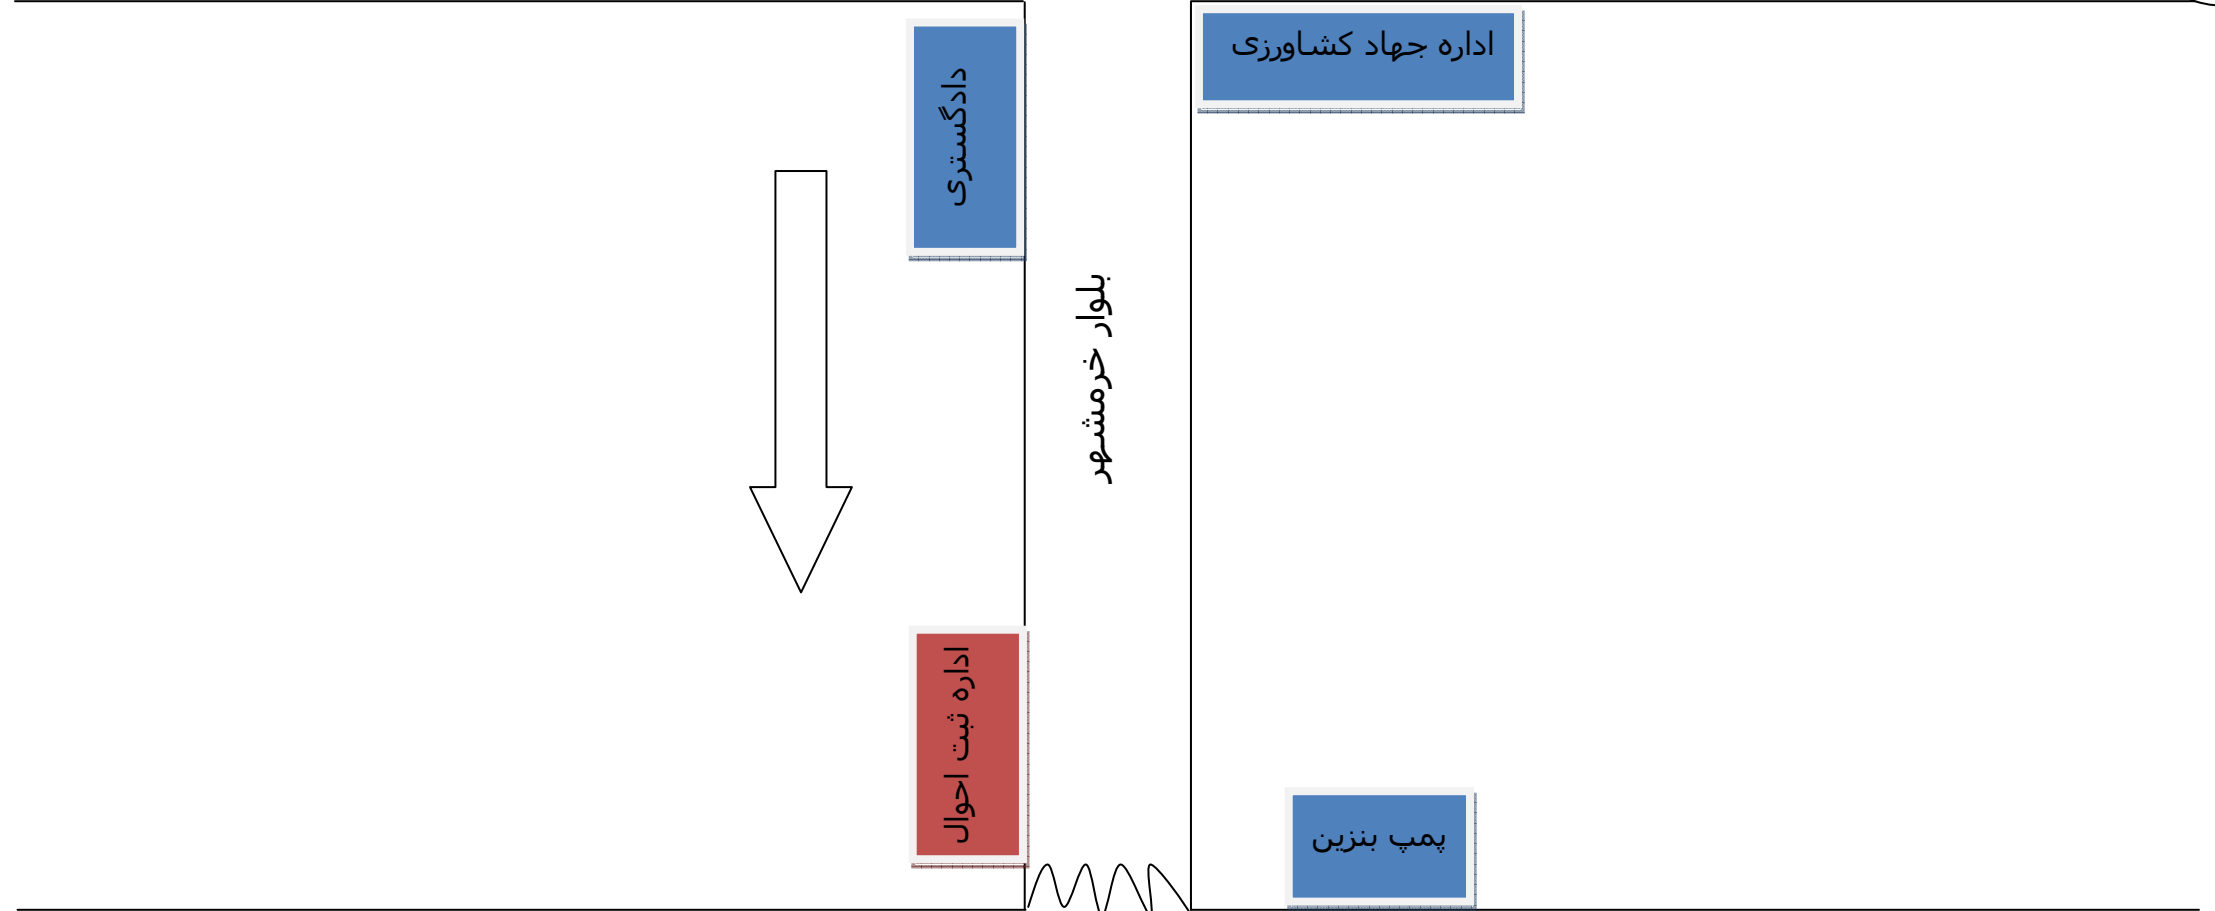 اداره جهاد کشاورزی
دادگستری
بلوار خرمشهر
اداره ثبت احوال
پمپ بنزین